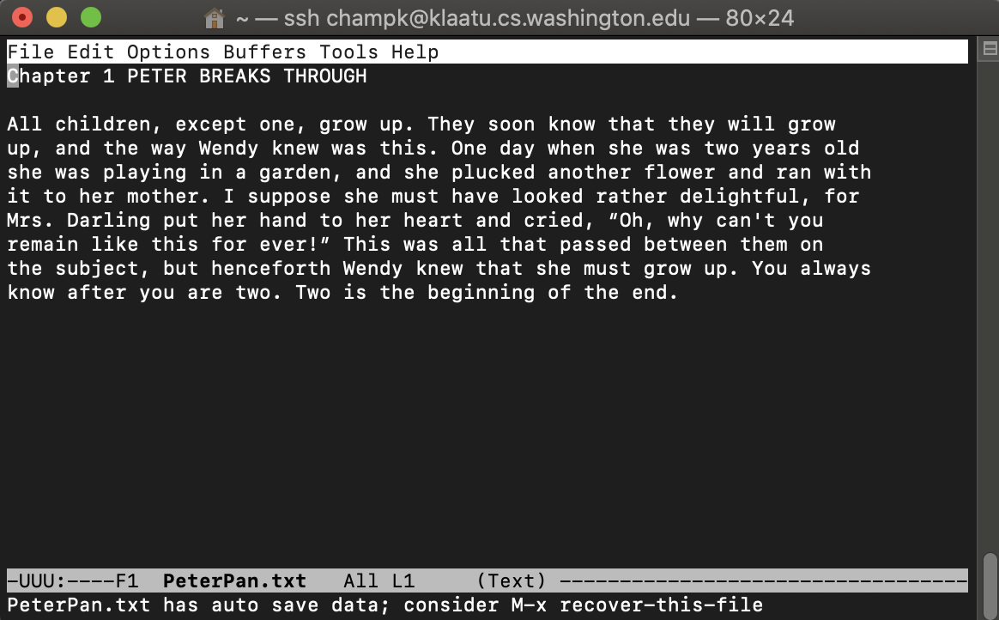 ~ — ssh champk@klaatu.cs.washington.edu — 80×24
File Edit Options Buffers Tools Help
Chapter 1 PETER BREAKS THROUGH
All children, except one, grow up. They soon know that they will grow
up, and the way Wendy knew was this. One day when she was two years old
she was playing in a garden, and she plucked another flower and ran with
it to her mother. I suppose she must have looked rather delightful, for
Mrs. Darling put her hand to her heart and cried, “Oh, why can't you
remain like this for ever!” This was all that passed between them on
the subject, but henceforth Wendy knew that she must grow up. You always
know after you are two. Two is the beginning of the end.
-UUU:----F1  PeterPan.txt   All L1     (Text) ----------------------------------
PeterPan.txt has auto save data; consider M-x recover-this-file